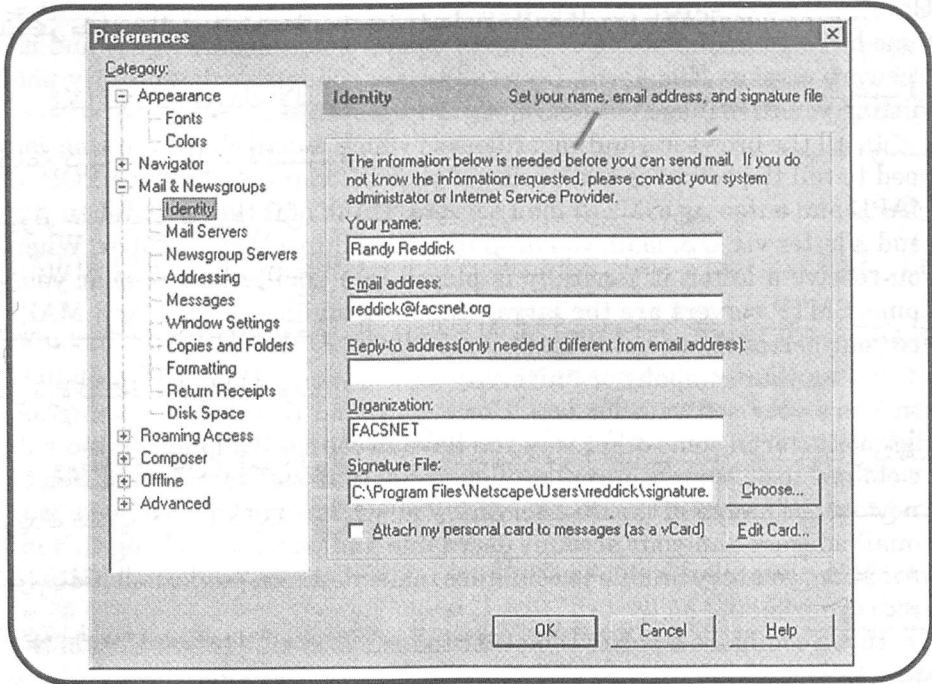 Preferences
Category:
Appearance
Fonts
Colors
Navigator
Mail & Newsgroups
Identity
Mail Servers
Newsgroup Servers
Addressing
Messages
Window Settings
Copies and Folders
Formatting
Return Receipts
Disk Space
Roaming Access
Composer
Offline
Advanced
Identity Set your name, email address, and signature file
The information below is needed before you can send mail. If you do
not know the information requested, please contact your system
administrator or Internet Service Provider.
Your name:
Randy Reddick
Email address:
reddick@facsnet.org
Reply-to address(only needed if different from email address):
Organization:
FACSNET
Signature File:
C:\Program Files\Netscape\Users\rreddick\signature.
Choose...
Attach my personal card to messages (as a vCard)
Edit Card...
OK Cancel Help